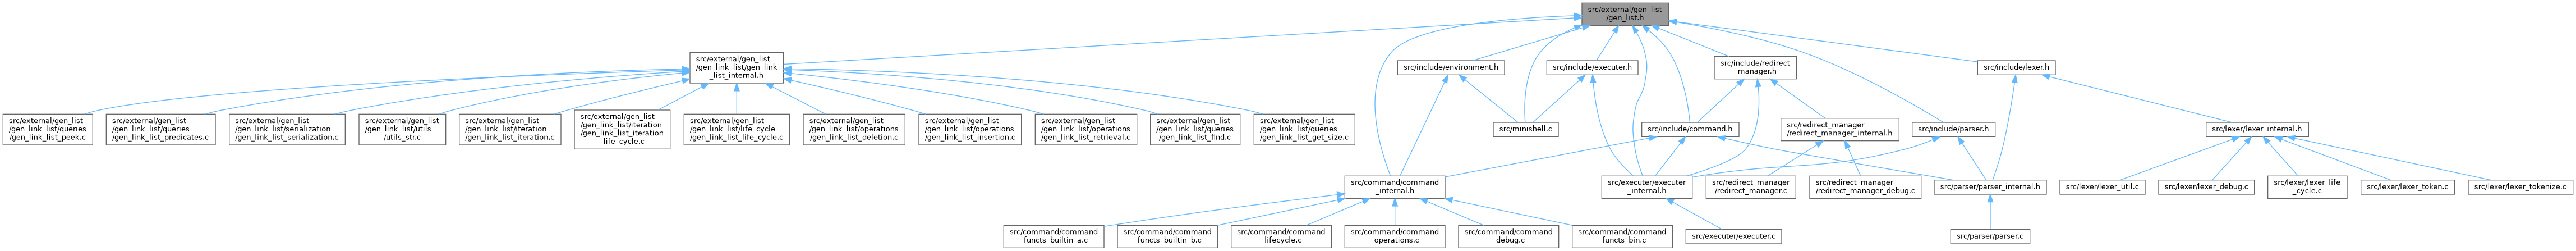 src/external/gen_list
/gen_list.h
src/external/gen_list
/gen_link_list/gen_link
_list_internal.h
src/include/environment.h
src/include/executer.h
src/include/redirect
_manager.h
src/include/lexer.h
src/external/gen_list
/gen_link_list/queries
/gen_link_list_peek.c
src/external/gen_list
/gen_link_list/queries
/gen_link_list_predicates.c
src/external/gen_list
/gen_link_list/serialization
/gen_link_list_serialization.c
src/external/gen_list
/gen_link_list/utils
/utils_str.c
src/external/gen_list
/gen_link_list/iteration
/gen_link_list_iteration.c
src/external/gen_list
/gen_link_list/iteration
/gen_link_list_iteration
_life_cycle.c
src/external/gen_list
/gen_link_list/life_cycle
/gen_link_list_life_cycle.c
src/external/gen_list
/gen_link_list/operations
/gen_link_list_deletion.c
src/external/gen_list
/gen_link_list/operations
/gen_link_list_insertion.c
src/external/gen_list
/gen_link_list/operations
/gen_link_list_retrieval.c
src/external/gen_list
/gen_link_list/queries
/gen_link_list_find.c
src/external/gen_list
/gen_link_list/queries
/gen_link_list_get_size.c
src/minishell.c
src/include/command.h
src/redirect_manager
/redirect_manager_internal.h
src/include/parser.h
src/lexer/lexer_internal.h
src/command/command
_internal.h
src/executer/executer
_internal.h
src/redirect_manager
/redirect_manager.c
src/redirect_manager
/redirect_manager_debug.c
src/parser/parser_internal.h
src/lexer/lexer_util.c
src/lexer/lexer_debug.c
src/lexer/lexer_life
_cycle.c
src/lexer/lexer_token.c
src/lexer/lexer_tokenize.c
src/command/command
_functs_builtin_a.c
src/command/command
_functs_builtin_b.c
src/command/command
_lifecycle.c
src/command/command
_operations.c
src/command/command
_debug.c
src/command/command
_functs_bin.c
src/executer/executer.c
src/parser/parser.c